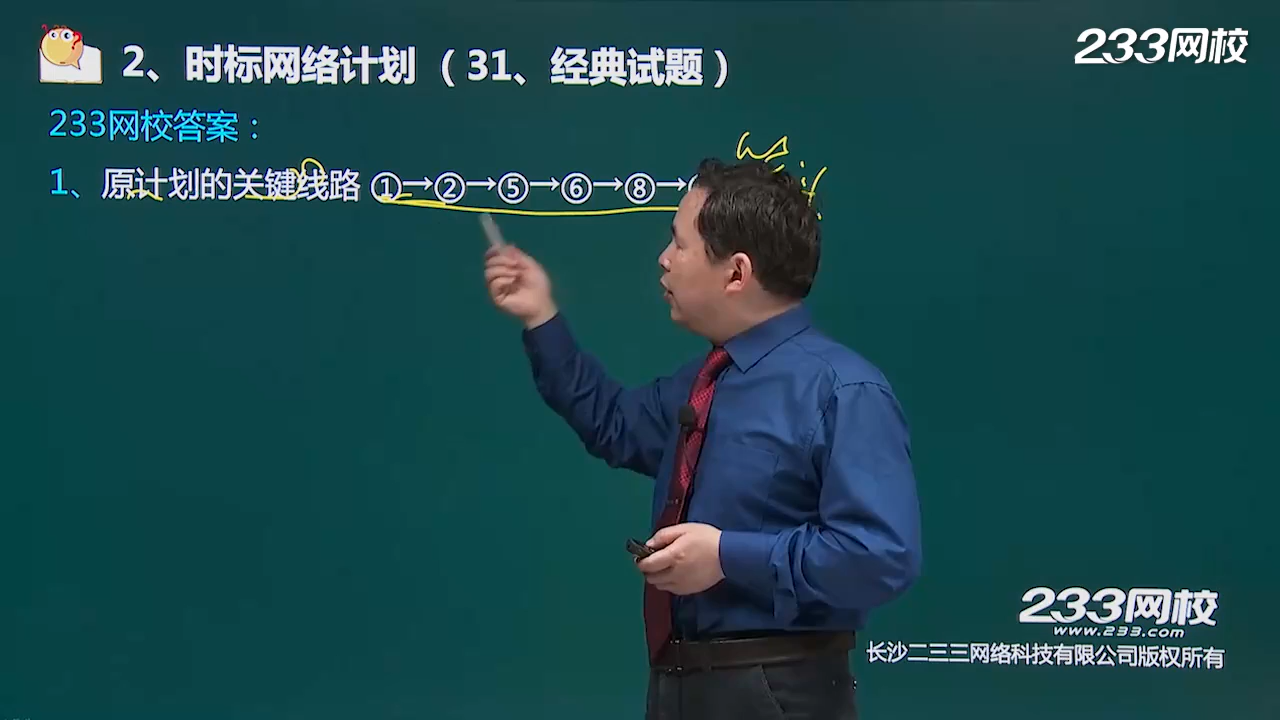 2、时标网络计划（31、经典试题）
233网校
233网校答案：
1、原计划的关键线路 ①→②→⑤→⑥→⑧→
233网校
www.233.com
长沙二三三网络科技有限公司版权所有